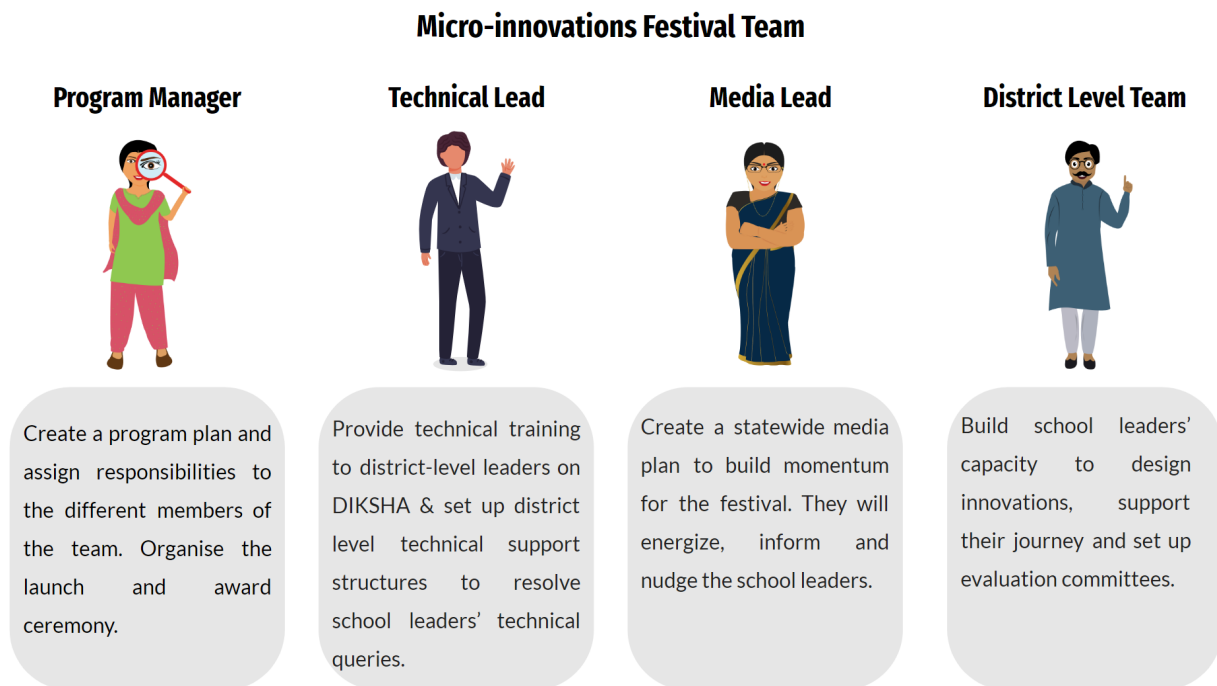 Micro-innovations Festival Team
Program Manager
Create a program plan and
assign responsibilities to
the different members of
the team. Organise the
launch and award
ceremony.
Technical Lead
Provide technical training
to district-level leaders on
DIKSHA & set up district
level technical support
structures to resolve
school leaders’ technical
queries.
Media Lead
Create a statewide media
plan to build momentum
for the festival. They will
energize, inform and
nudge the school leaders.
District Level Team
Build school leaders’
capacity to design
innovations, support
their journey and set up
evaluation committees.